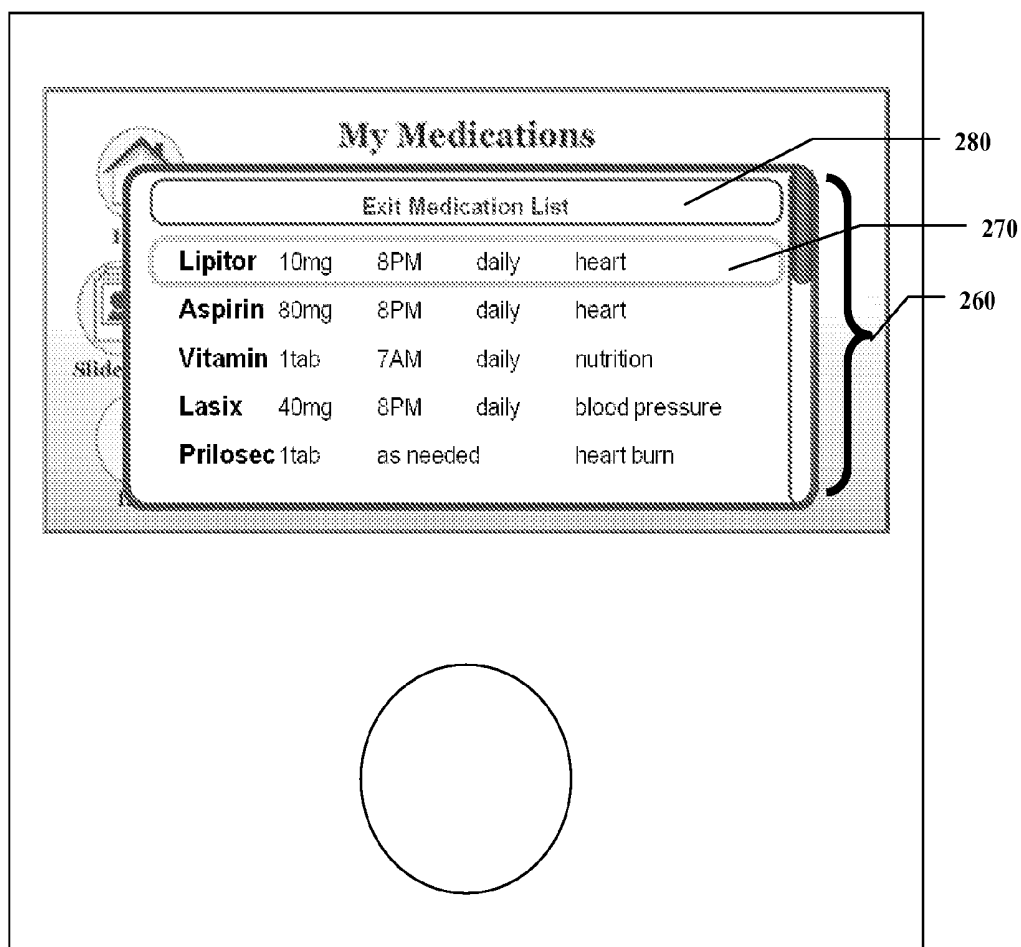 My Medications
280
Exit Medication List
270
Lipitor 10mg 8PM daily heart
260
Aspirin 80mg 8PM daily heart
Vitamin 1tab 7AM daily nutrition
Slide
Lasix 40mg 8PM daily blood pressure
Prilosec 1tab as needed heart burn